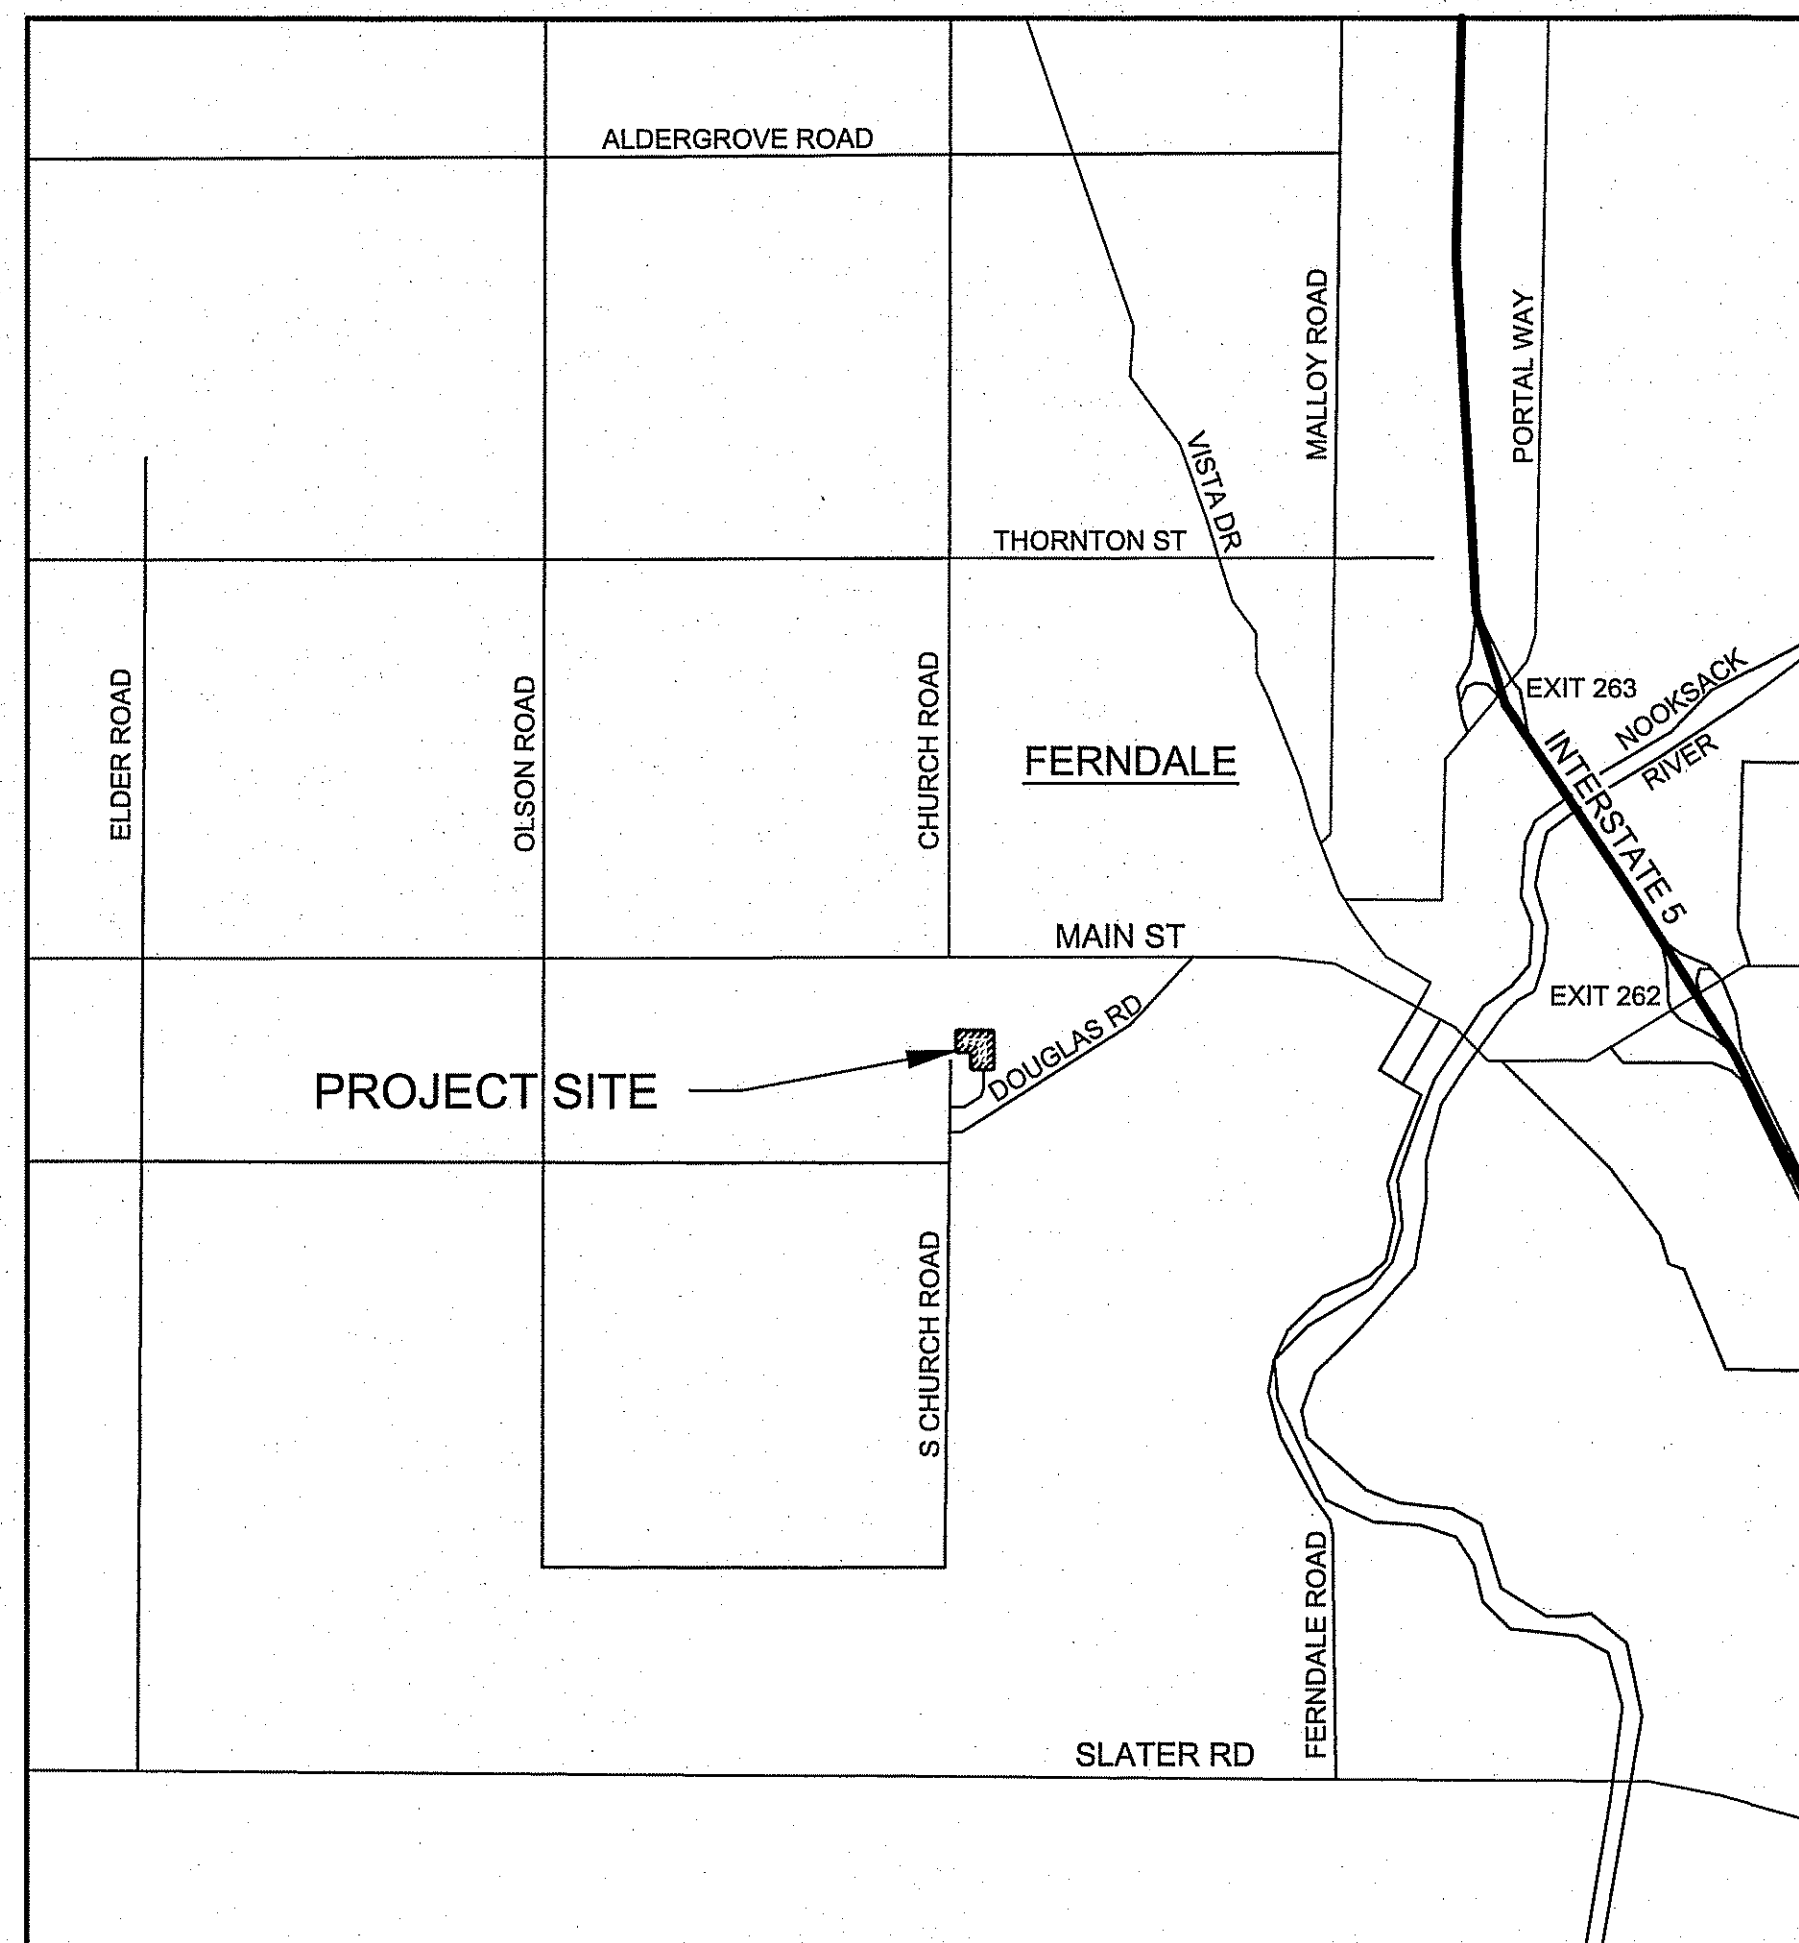 ALDERGROVE ROAD
MALLOY ROAD
PORTAL WAY
VISTA DR
THORNTON ST
ELDER ROAD
OLSON ROAD
CHURCH ROAD
FERNDALE
EXIT 263
NOOKSACK
RIVER
INTERSTATE 5
MAIN ST
EXIT 262
DOUGLAS RD
PROJECT SITE
S CHURCH ROAD
FERNDALE ROAD
SLATER RD